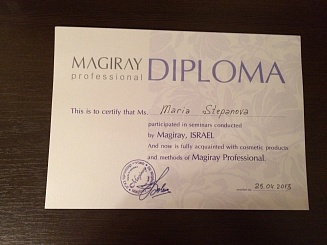 MAGIRAY
professional
DIPLOMA
This is to certify that Ms. Maria Stepanova
participated in seminars conducted
by Magiray, ISRAEL
And now is fully acquainted with cosmetic products
and methods of Magiray Professional.
25.04.2013